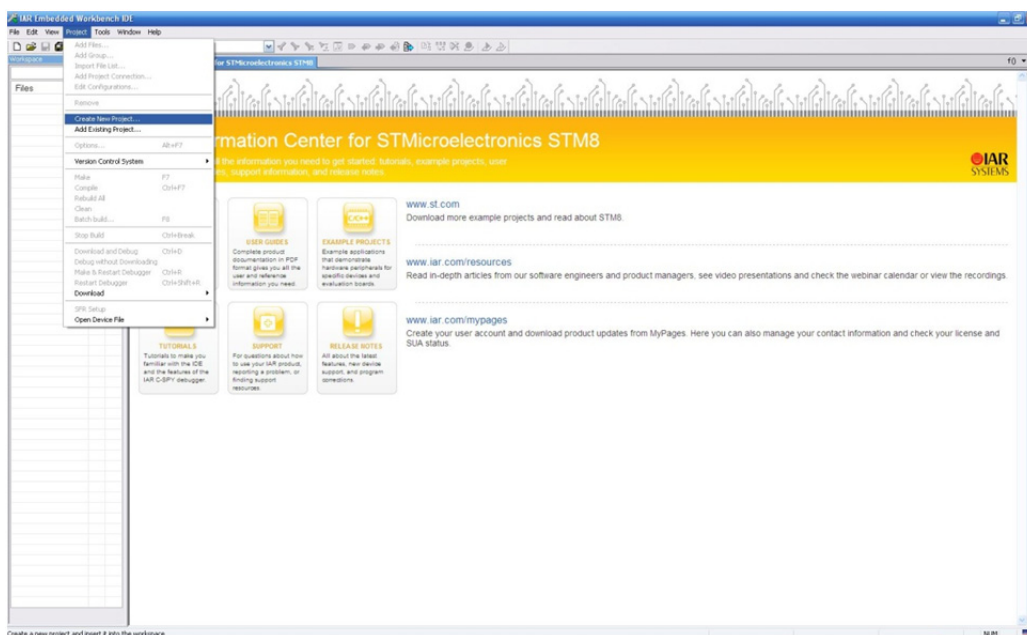 IAR Embedded Workbench IDE
File Edit View Project Tools Window Help
Workspace
for STMicroelectronics STM8
f()
Files
Add Files...
Add Group...
Import File List...
Add Project Connection...
Edit Configurations...
Remove
Create New Project...
Add Existing Project...
Options... Alt+F7
Version Control System
Make F7
Compile Ctrl+F7
Rebuild All
Clean
Batch build... F8
Stop Build Ctrl+Break
Download and Debug Ctrl+D
Debug without Downloading
Make & Restart Debugger Ctrl+R
Restart Debugger Ctrl+Shift+R
Download
SFR Setup
Open Device File
rmation Center for STMicroelectronics STM8
the information you need to get started: tutorials, example projects, user
es, support information, and release notes.
IAR
SYSTEMS
USER GUIDES
Complete product
documentation in PDF
format gives you all the
user and reference
information you need.
EXAMPLE PROJECTS
Example applications
that demonstrate
hardware peripherals for
specific devices and
evaluation boards.
TUTORIALS
Tutorials to make you
familiar with the IDE
and the features of the
IAR C-SPY debugger.
SUPPORT
For questions about how
to use your IAR product,
reporting a problem, or
finding support
resources.
RELEASE NOTES
All about the latest
features, new device
support, and program
corrections.
www.st.com
Download more example projects and read about STM8.
www.iar.com/resources
Read in-depth articles from our software engineers and product managers, see video presentations and check the webinar calendar or view the recordings.
www.iar.com/mypages
Create your user account and download product updates from MyPages. Here you can also manage your contact information and check your license and
SUA status.
Create a new project and insert it into the workspace
NUM